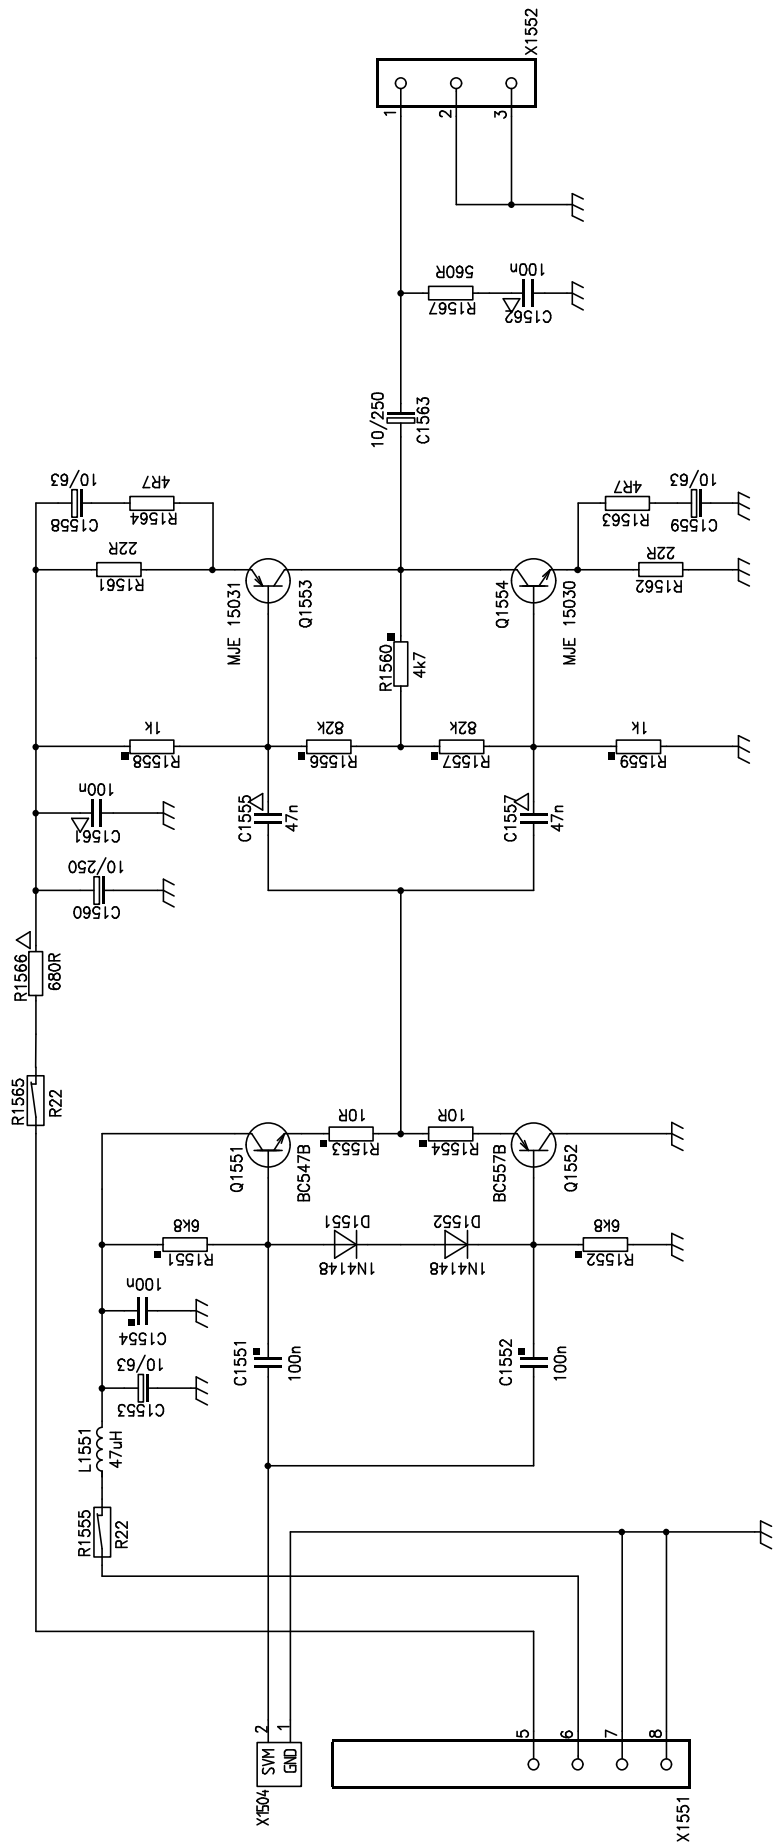 X1552
1
2
3
560R
R1567
100n
C1562
10/250
C1563
10/63
C1558
4R7
R1564
22R
R1561
MJE 15031
Q1553
4R7
R1563
10/63
C1559
22R
R1562
Q1554
MJE 15030
R1560
4k7
1k
R1558
82k
R1556
82k
R1557
1k
R1559
100n
C1561
C1555
47n
C1557
47n
10/250
C1560
R1566
680R
R1565
R22
Q1551
BC547B
10R
R1553
10R
R1554
BC557B
Q1552
6k8
R1551
D1551
1N4148
D1552
1N4148
6k8
R1552
100n
C1554
C1551
100n
C1552
100n
10/63
C1553
L1551
47uH
R1555
R22
2
1
SVM
GND
X1504
5
6
7
8
X1551